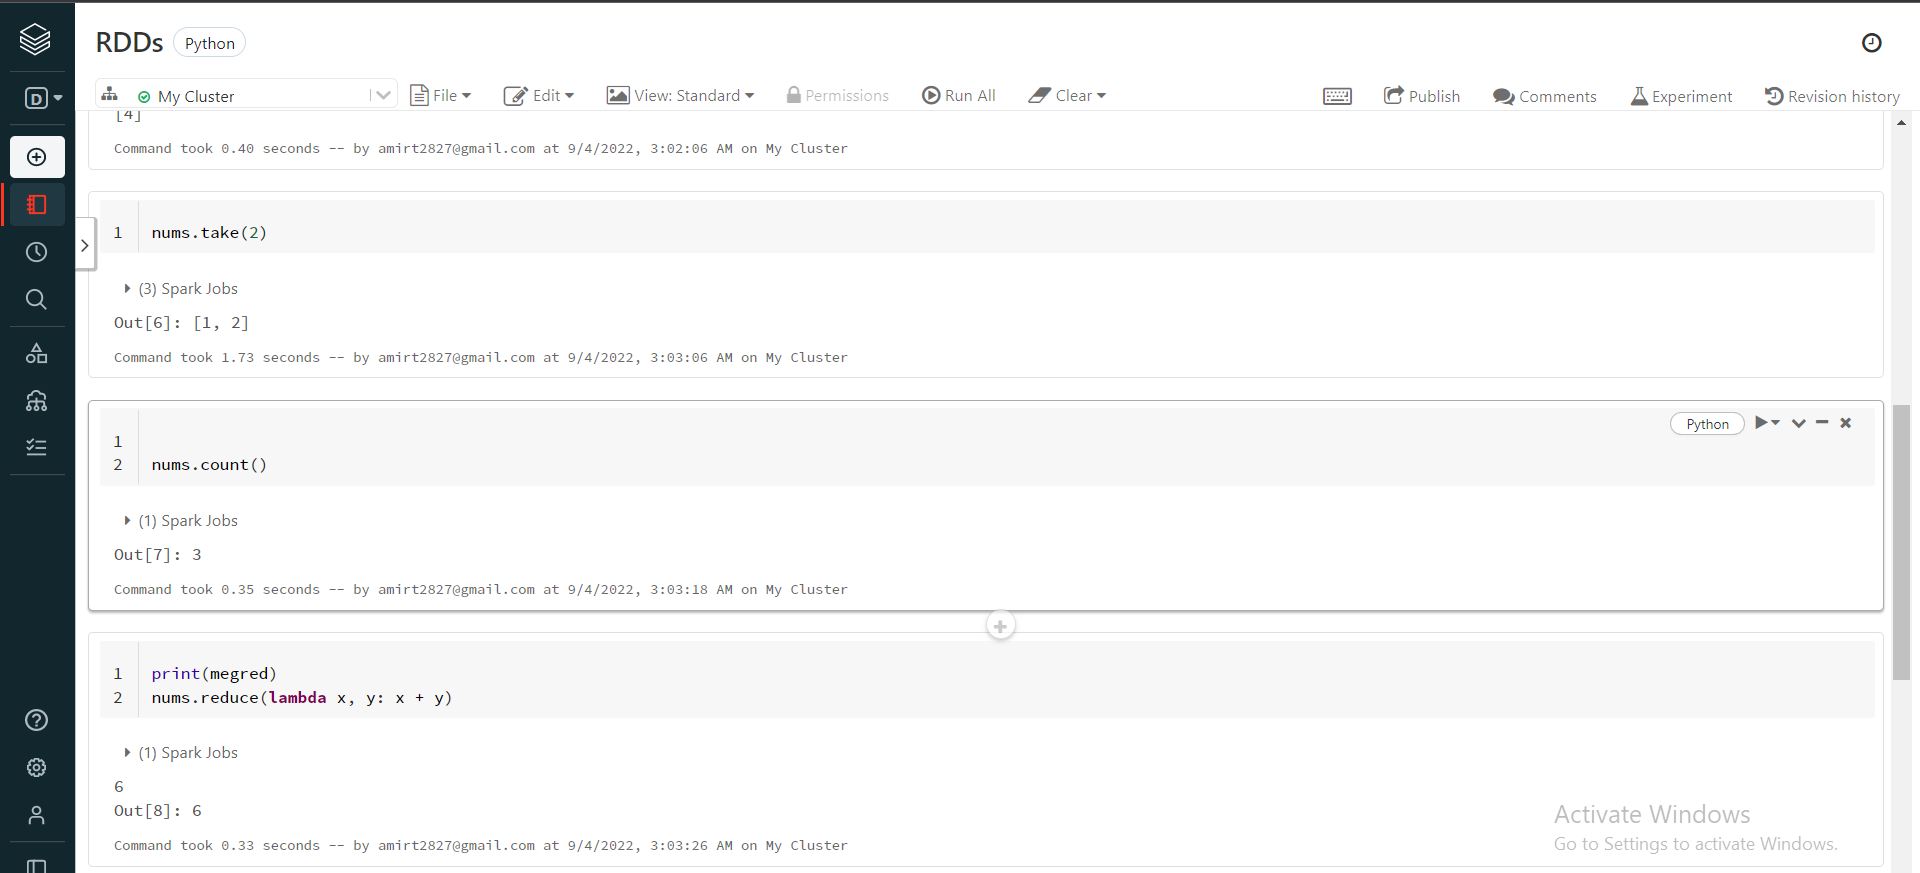 RDDs Python
D My Cluster File Edit View: Standard Permissions Run All Clear Publish Comments Experiment Revision history
[4]
Command took 0.40 seconds -- by amirt2827@gmail.com at 9/4/2022, 3:02:06 AM on My Cluster
1 nums.take(2)
(3) Spark Jobs
Out[6]: [1, 2]
Command took 1.73 seconds -- by amirt2827@gmail.com at 9/4/2022, 3:03:06 AM on My Cluster
Python
1
2 nums.count()
(1) Spark Jobs
Out[7]: 3
Command took 0.35 seconds -- by amirt2827@gmail.com at 9/4/2022, 3:03:18 AM on My Cluster
1 print(megred)
2 nums.reduce(lambda x, y: x + y)
(1) Spark Jobs
6
Out[8]: 6
Command took 0.33 seconds -- by amirt2827@gmail.com at 9/4/2022, 3:03:26 AM on My Cluster
Activate Windows
Go to Settings to activate Windows.